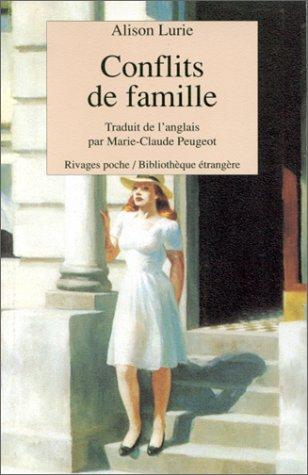 Alison Lurie
Conflits
de famille
Traduit de l'anglais
par Marie-Claude Peugeot
Rivages poche / Bibliothèque étrangère